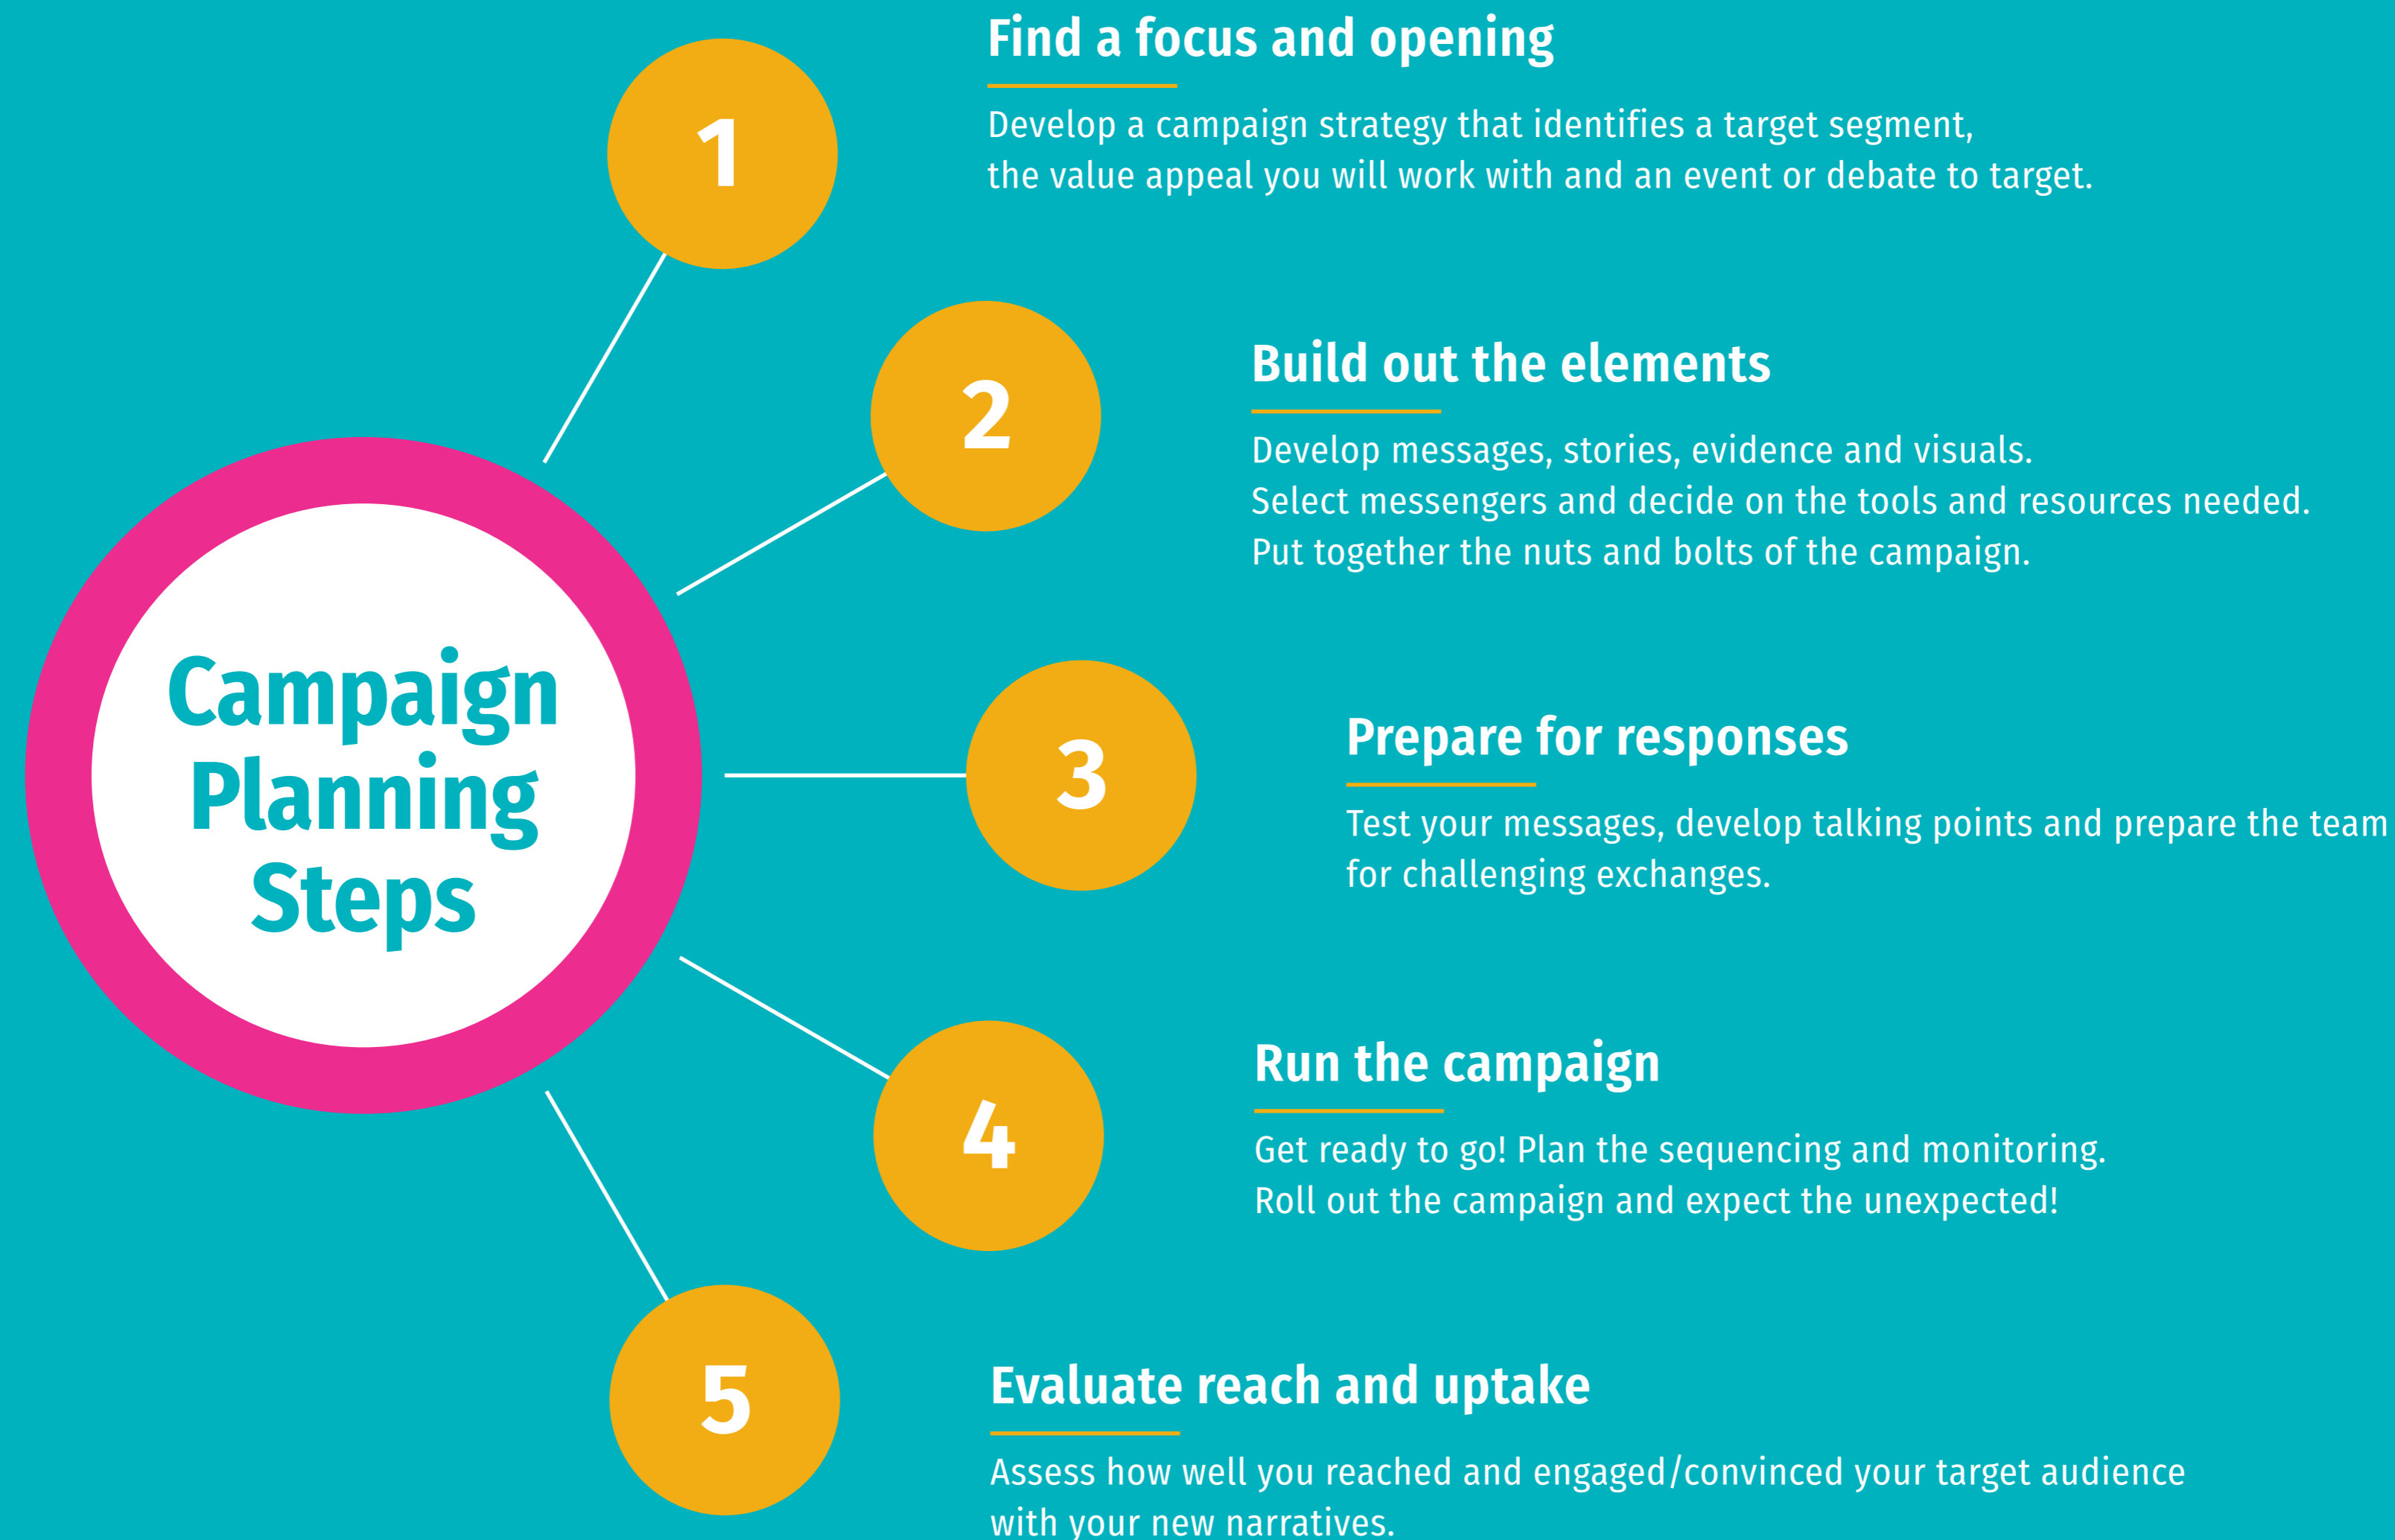 Campaign
Planning
Steps
1
Find a focus and opening
Develop a campaign strategy that identifies a target segment,
the value appeal you will work with and an event or debate to target.
2
Build out the elements
Develop messages, stories, evidence and visuals.
Select messengers and decide on the tools and resources needed.
Put together the nuts and bolts of the campaign.
3
Prepare for responses
Test your messages, develop talking points and prepare the team
for challenging exchanges.
4
Run the campaign
Get ready to go! Plan the sequencing and monitoring.
Roll out the campaign and expect the unexpected!
5
Evaluate reach and uptake
Assess how well you reached and engaged/convinced your target audience
with your new narratives.